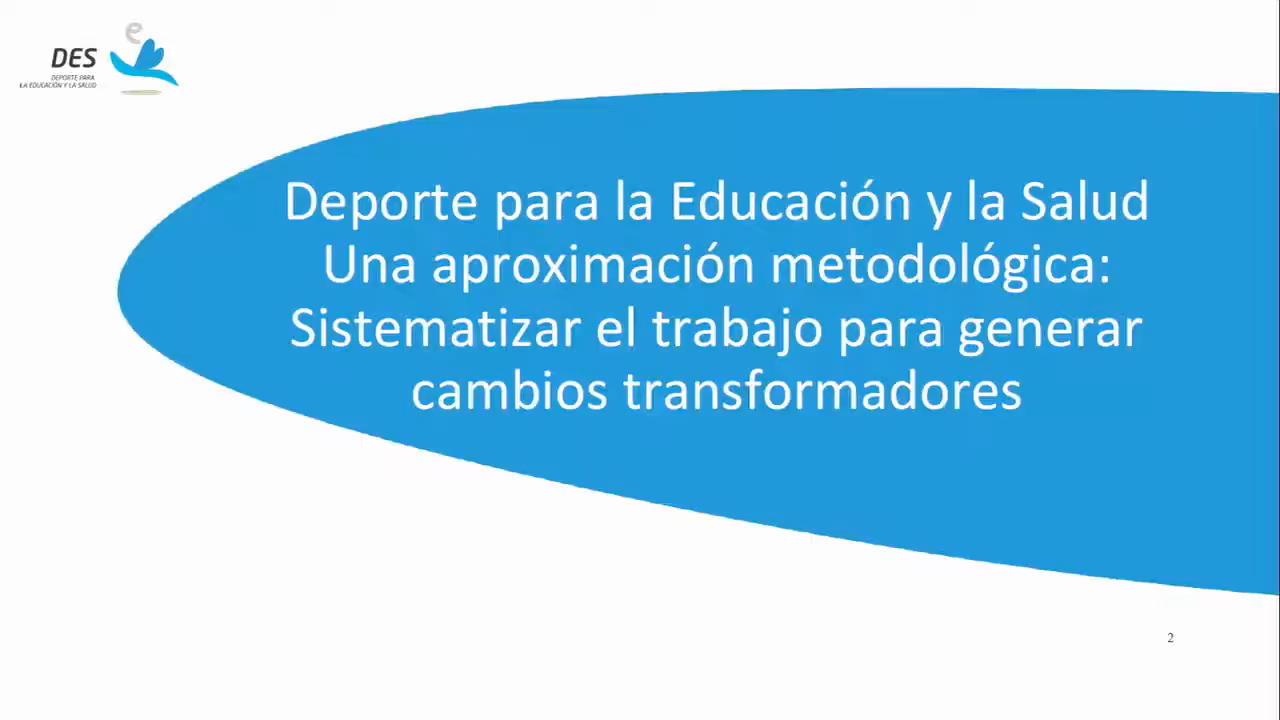 DES
DEPORTE PARA
LA EDUCACIÓN Y LA SALUD
Deporte para la Educación y la Salud
Una aproximación metodológica:
Sistematizar el trabajo para generar
cambios transformadores
2